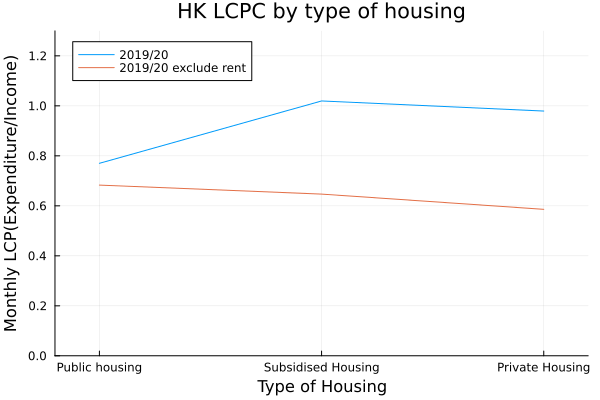 HK LCPC by type of housing
2019/20
2019/20 exclude rent
Monthly LCP(Expenditure/Income)
1.2
1.0
0.8
0.6
0.4
0.2
0.0
Public housing
Subsidised Housing
Private Housing
Type of Housing